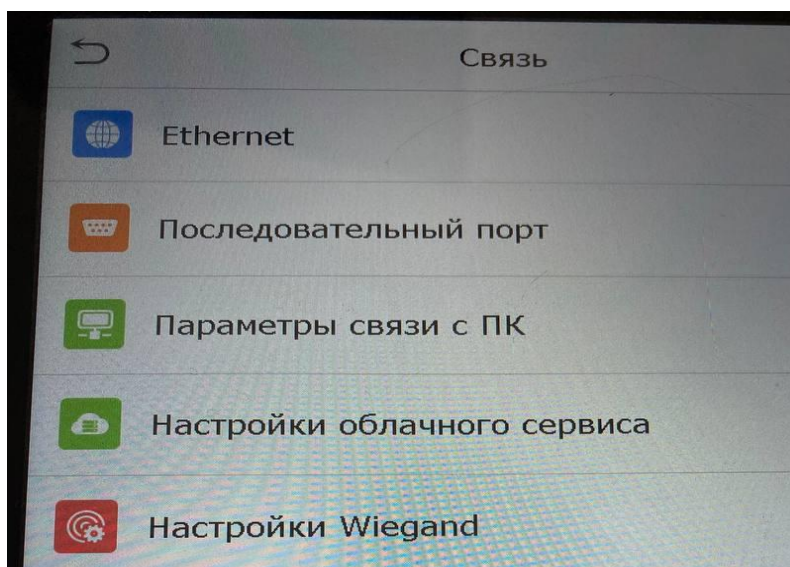 Связь
Ethernet
Последовательный порт
Параметры связи с ПК
Настройки облачного сервиса
Настройки Wiegand